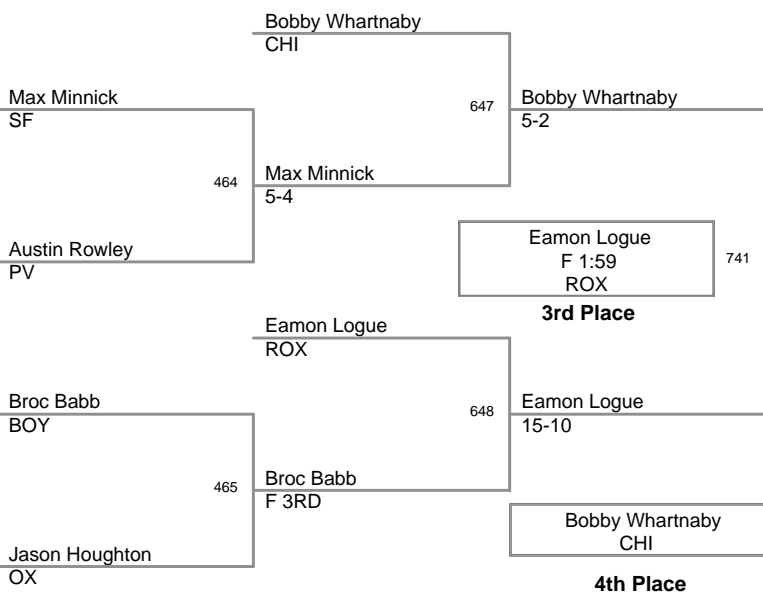 Bobby Whartnaby
CHI
Max Minnick
SF
647
Bobby Whartnaby
5-2
464
Max Minnick
5-4
Austin Rowley
PV
Eamon Logue
F 1:59
ROX
741
3rd Place
Eamon Logue
ROX
Broc Babb
BOY
648
Eamon Logue
15-10
465
Broc Babb
F 3RD
Bobby Whartnaby
CHI
Jason Houghton
OX
4th Place